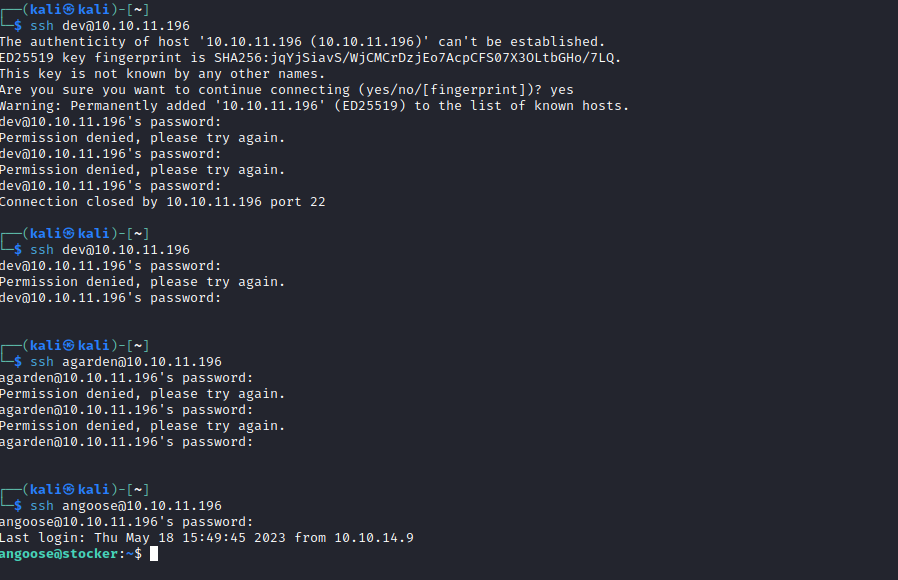 ┌──(kali㉿kali)-[~]
└─$ ssh dev@10.10.11.196
The authenticity of host '10.10.11.196 (10.10.11.196)' can't be established.
ED25519 key fingerprint is SHA256:jqYjSiavS/WjCMCrDzjEo7AcpCFS07X3OLtbGHo/7LQ.
This key is not known by any other names.
Are you sure you want to continue connecting (yes/no/[fingerprint])? yes
Warning: Permanently added '10.10.11.196' (ED25519) to the list of known hosts.
dev@10.10.11.196's password:
Permission denied, please try again.
dev@10.10.11.196's password:
Permission denied, please try again.
dev@10.10.11.196's password:
Connection closed by 10.10.11.196 port 22
┌──(kali㉿kali)-[~]
└─$ ssh dev@10.10.11.196
dev@10.10.11.196's password:
Permission denied, please try again.
dev@10.10.11.196's password:
┌──(kali㉿kali)-[~]
└─$ ssh agarden@10.10.11.196
agarden@10.10.11.196's password:
Permission denied, please try again.
agarden@10.10.11.196's password:
Permission denied, please try again.
agarden@10.10.11.196's password:
┌──(kali㉿kali)-[~]
└─$ ssh angoose@10.10.11.196
angoose@10.10.11.196's password:
Last login: Thu May 18 15:49:45 2023 from 10.10.14.9
angoose@stocker:~$